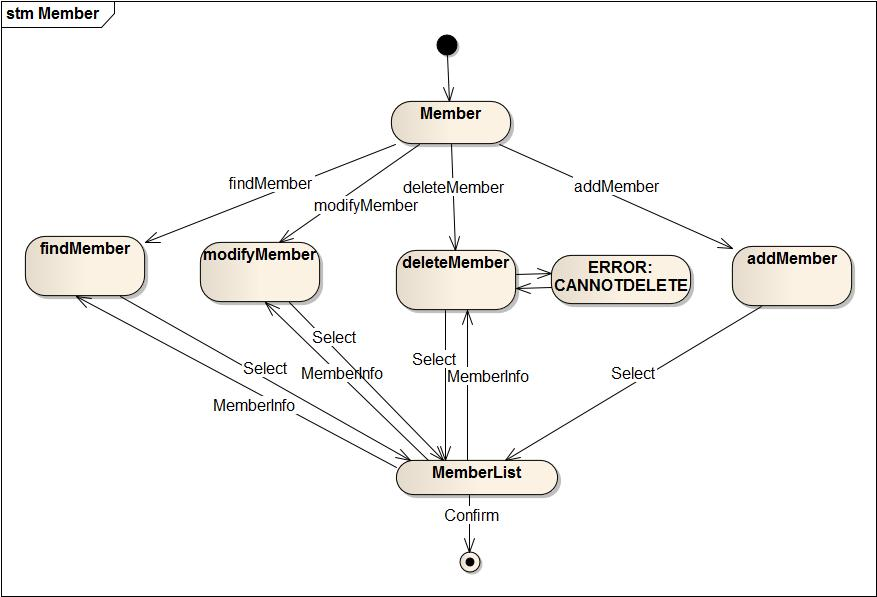 stm Member
Member
findMember
modifyMember
deleteMember
addMember
findMember
modifyMember
deleteMember
ERROR:
CANNOTDELETE
addMember
Select
MemberInfo
Select
MemberInfo
Select
MemberInfo
Select
MemberList
Confirm